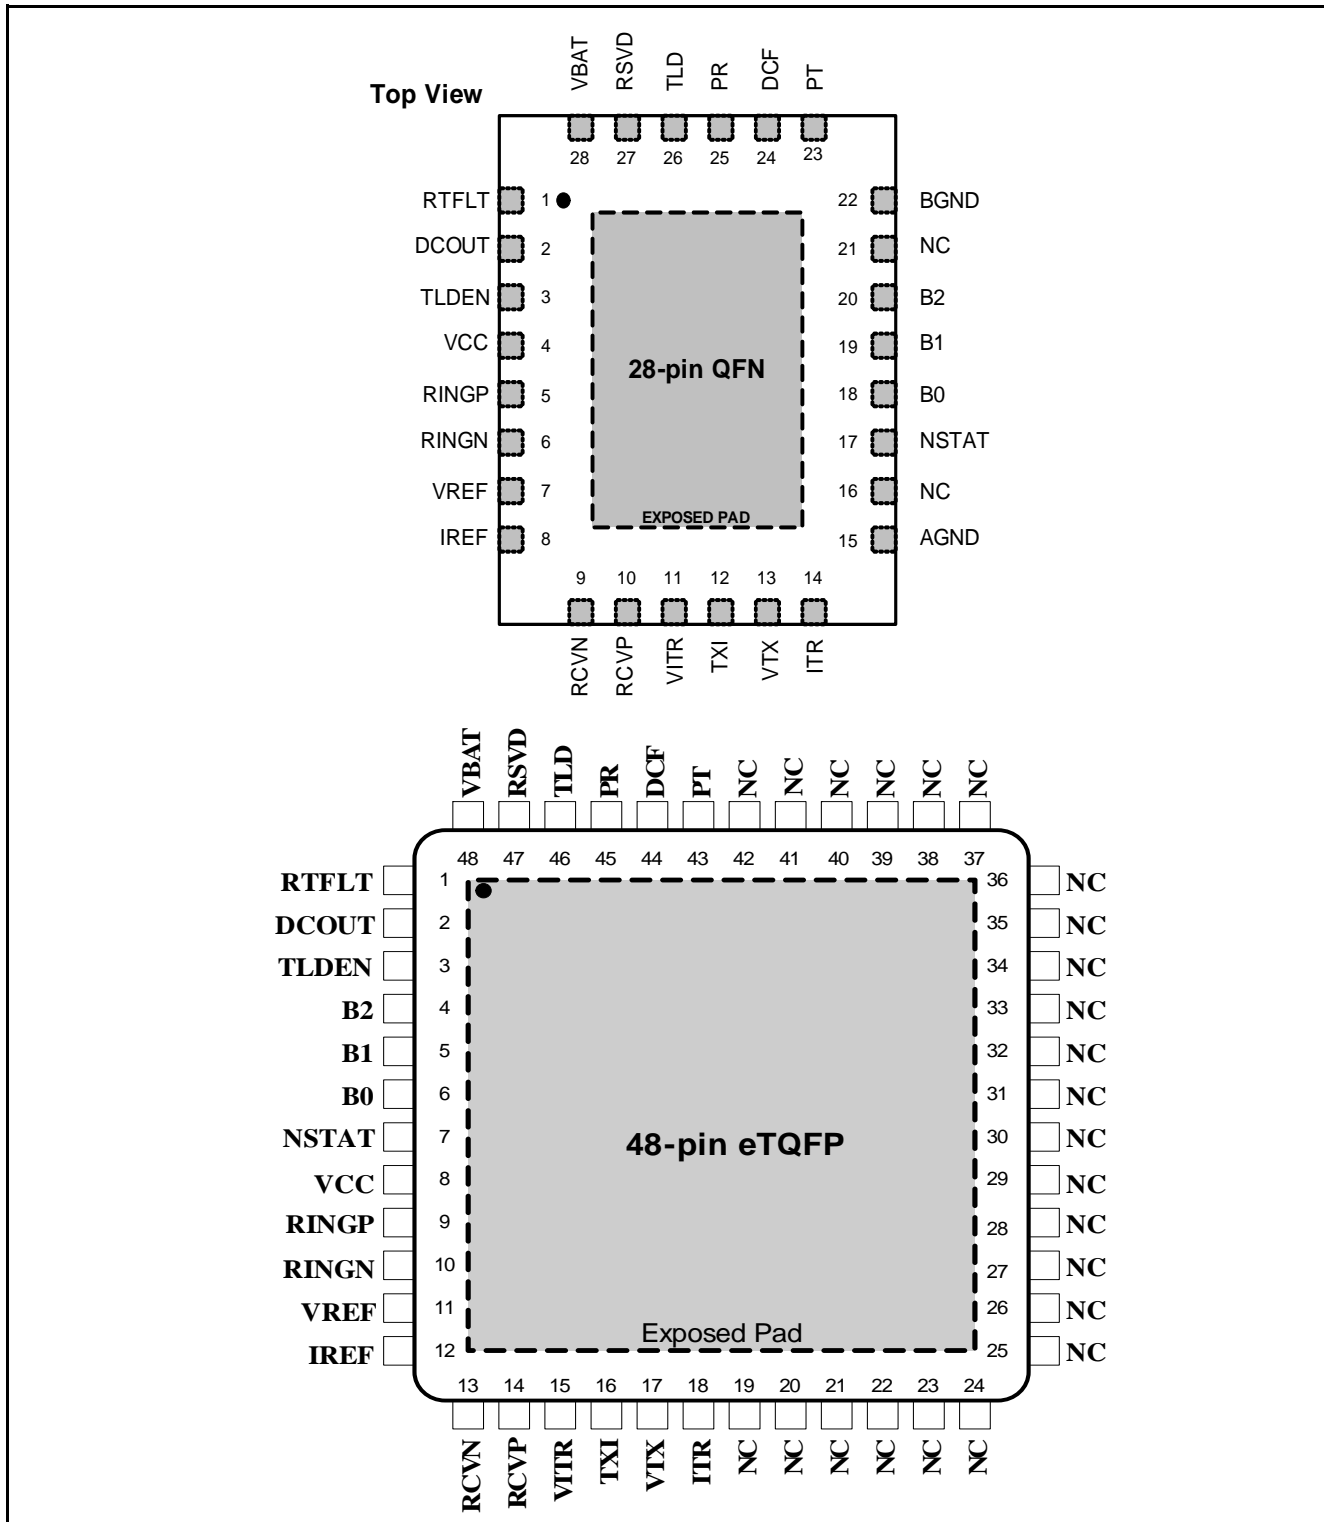 VBAT RSVD TLD PR DCF PT
Top View
28 27 26 25 24 23
RTFLT 1 22 BGND
DCOUT 2 21 NC
TLDEN 3 20 B2
VCC 4 19 B1
28-pin QFN
RINGP 5 18 B0
RINGN 6 17 NSTAT
VREF 7 16 NC
EXPOSED PAD
IREF 8 15 AGND
9 10 11 12 13 14
RCVN RCVP VITR TXI VTX ITR
VBAT RSVD TLD PR DCF PT NC NC NC NC NC NC
48 47 46 45 44 43 42 41 40 39 38 37
RTFLT 1 36 NC
DCOUT 2 35 NC
TLDEN 3 34 NC
B2 4 33 NC
B1 5 32 NC
B0 6 31 NC
NSTAT 7 30 NC
48-pin eTQFP
VCC 8 29 NC
RINGP 9 28 NC
RINGN 10 27 NC
VREF 11 26 NC
Exposed Pad
IREF 12 25 NC
13 14 15 16 17 18 19 20 21 22 23 24
RCVN RCVP VITR TXI VTX ITR NC NC NC NC NC NC